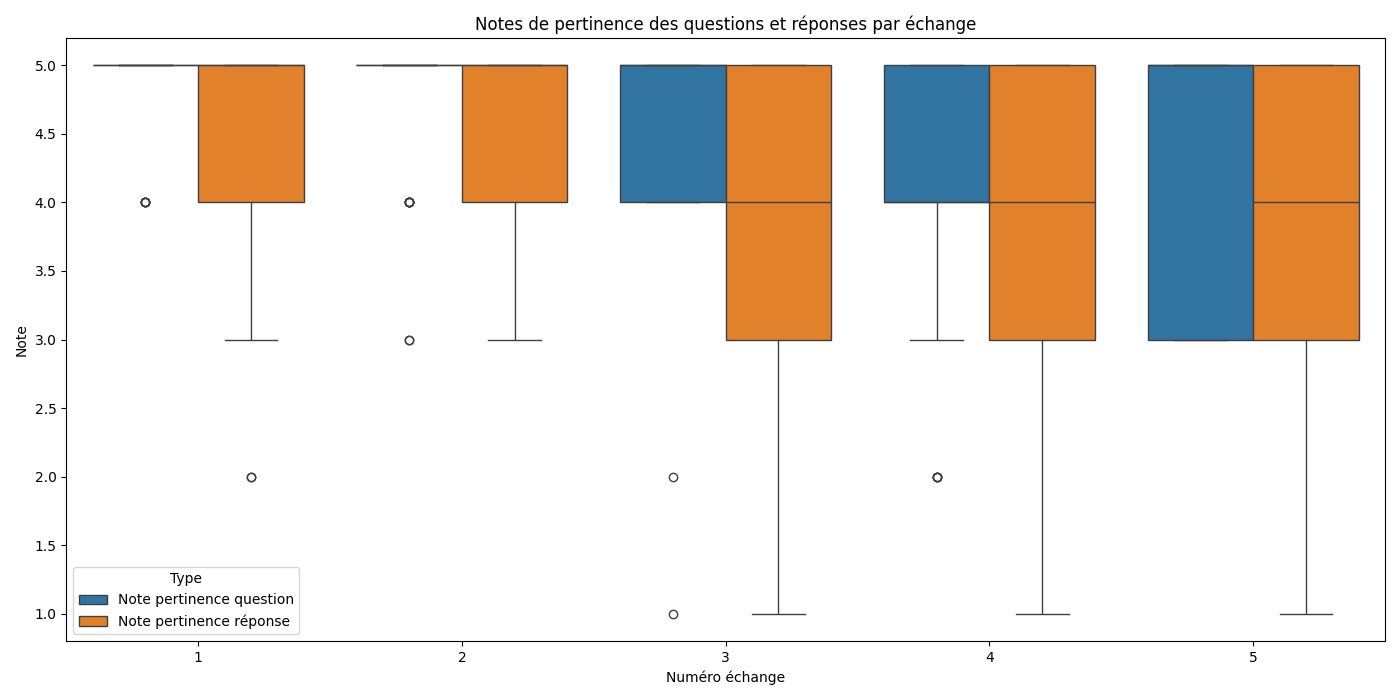 Notes de pertinence des questions et réponses par échange
Note
5.0
4.5
4.0
3.5
3.0
2.5
2.0
1.5
1.0
Type
Note pertinence question
Note pertinence réponse
1 2 3 4 5
Numéro échange